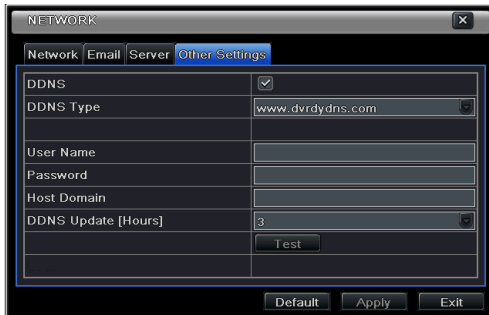 NETWORK
Network Email Server Other Settings
DDNS
DDNS Type www.dvrdydns.com
User Name
Password
Host Domain
DDNS Update [Hours] 3
Test
Default Apply Exit